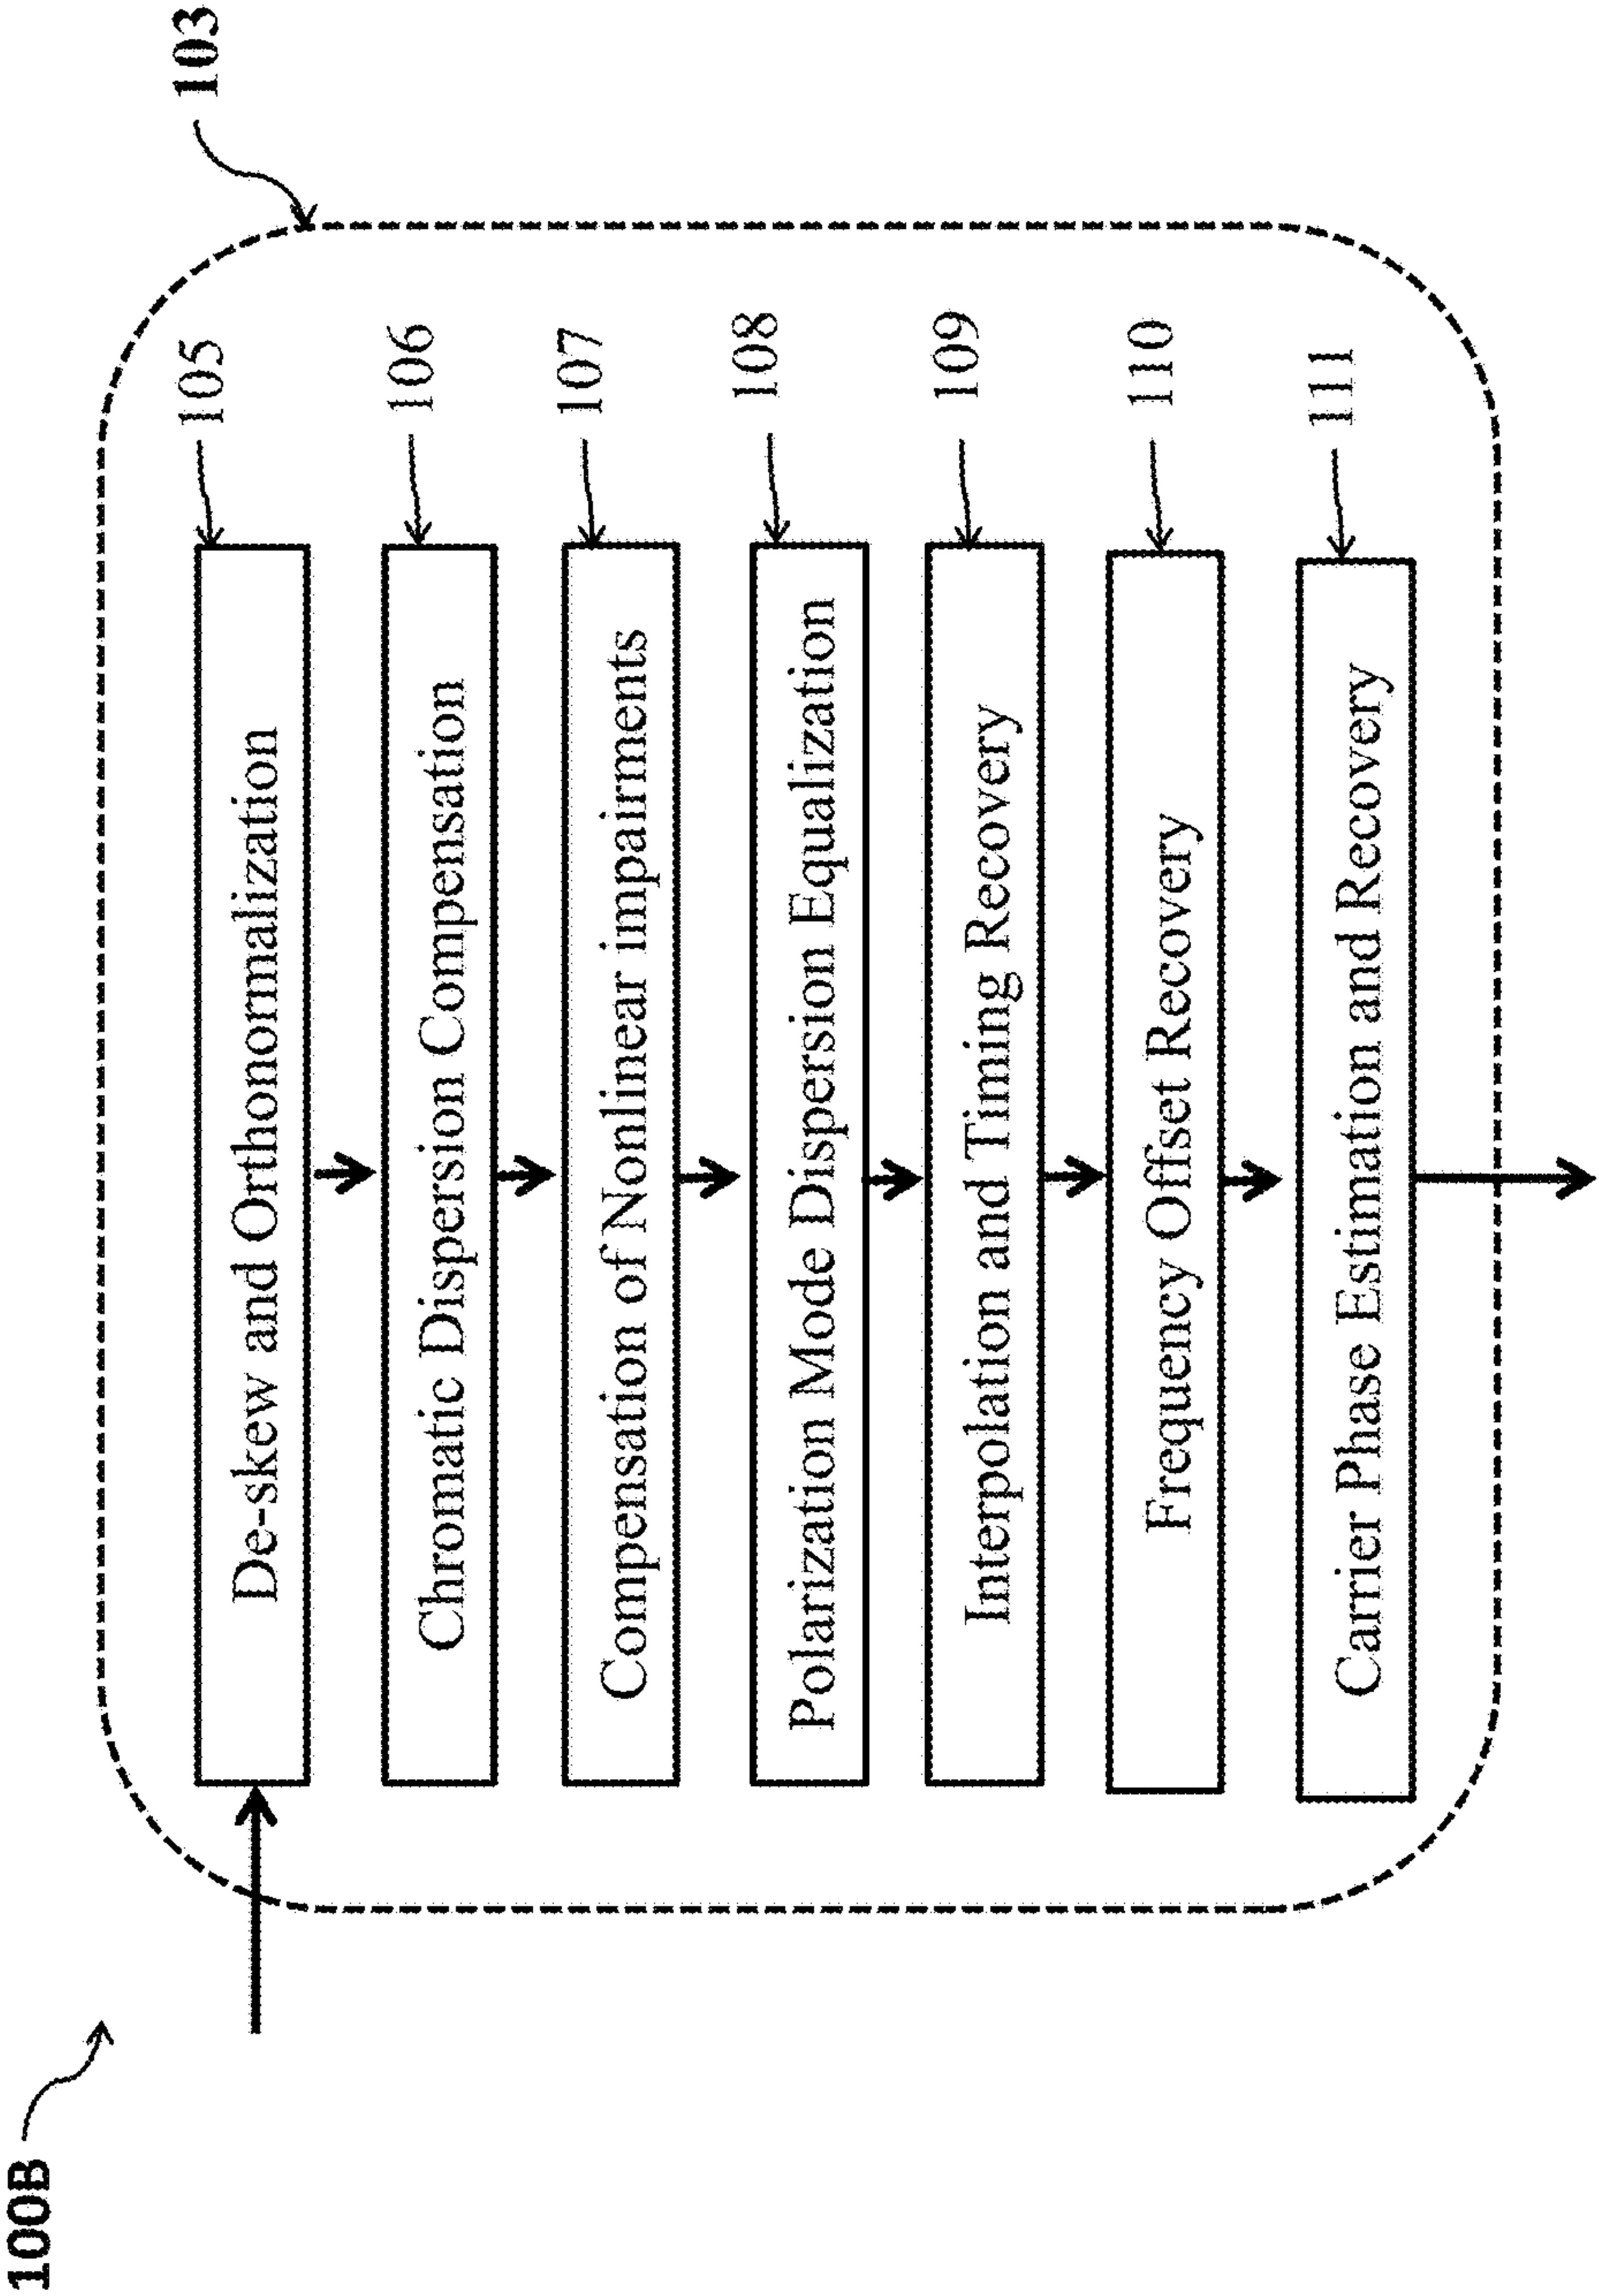 100B
103
De-skew and Orthonormalization
105
Chromatic Dispersion Compensation
106
Compensation of Nonlinear impairments
107
Polarization Mode Dispersion Equalization
108
Interpolation and Timing Recovery
109
Frequency Offset Recovery
110
Carrier Phase Estimation and Recovery
111